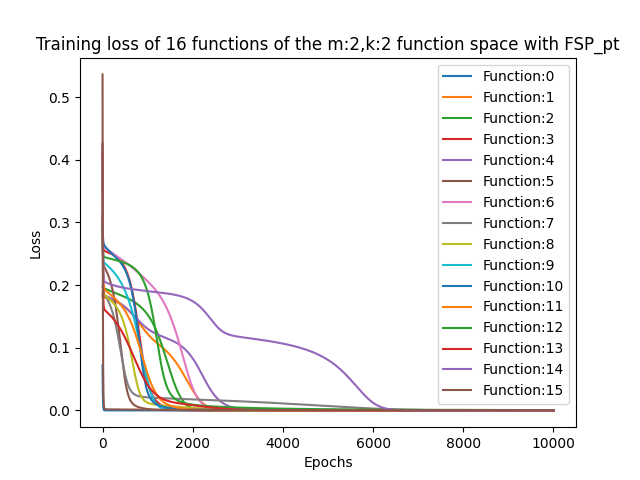 Training loss of 16 functions of the m:2,k:2 function space with FSP_pt
0.5
0.4
0.3
0.2
0.1
0.0
Loss
Function:0
Function:1
Function:2
Function:3
Function:4
Function:5
Function:6
Function:7
Function:8
Function:9
Function:10
Function:11
Function:12
Function:13
Function:14
Function:15
0 2000 4000 6000 8000 10000
Epochs